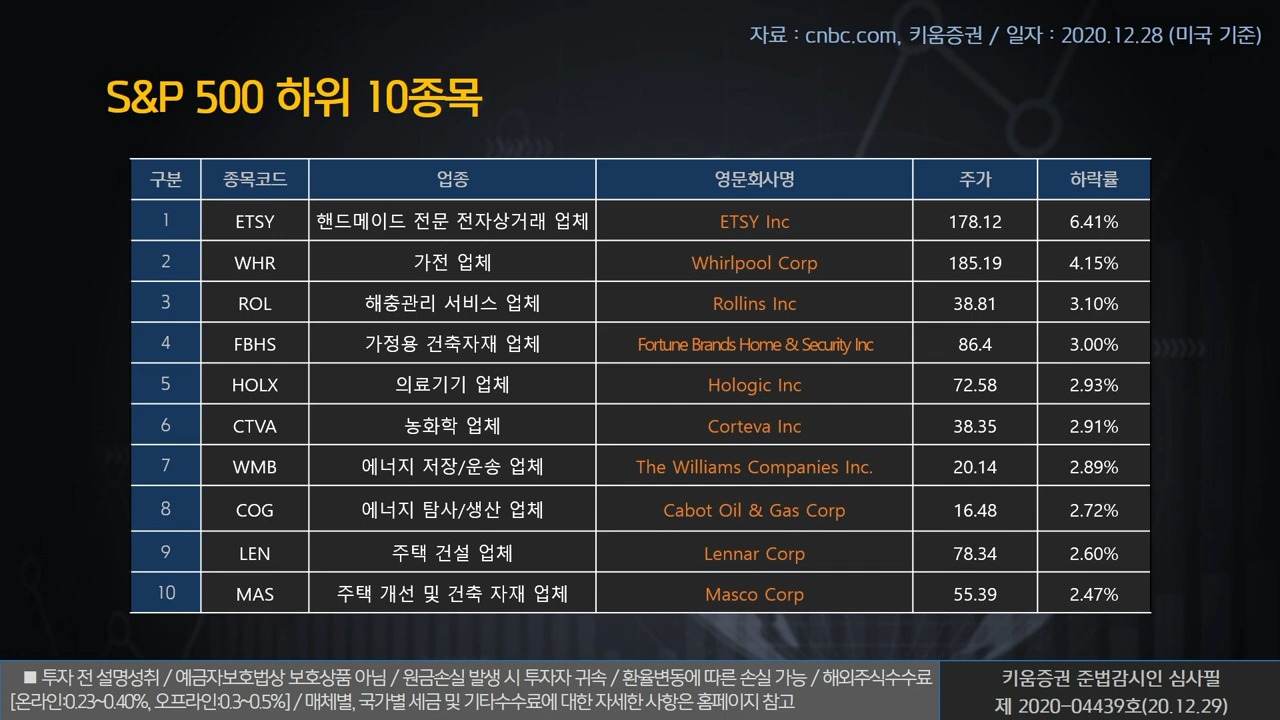 자료 : cnbc.com, 키움증권 / 일자 : 2020.12.28 (미국 기준)
S&P 500 하위 10종목
구분 종목코드 업종 영문회사명 주가 하락률
1 ETSY 핸드메이드 전문 전자상거래 업체 ETSY Inc 178.12 6.41%
2 WHR 가전 업체 Whirlpool Corp 185.19 4.15%
3 ROL 해충관리 서비스 업체 Rollins Inc 38.81 3.10%
4 FBHS 가정용 건축자재 업체 Fortune Brands Home & Security Inc 86.4 3.00%
5 HOLX 의료기기 업체 Hologic Inc 72.58 2.93%
6 CTVA 농화학 업체 Corteva Inc 38.35 2.91%
7 WMB 에너지 저장/운송 업체 The Williams Companies Inc. 20.14 2.89%
8 COG 에너지 탐사/생산 업체 Cabot Oil & Gas Corp 16.48 2.72%
9 LEN 주택 건설 업체 Lennar Corp 78.34 2.60%
10 MAS 주택 개선 및 건축 자재 업체 Masco Corp 55.39 2.47%
■ 투자 전 설명성취 / 예금자보호법상 보호상품 아님 / 원금손실 발생 시 투자자 귀속 / 환율변동에 따른 손실 가능 / 해외주식수수료
[온라인:0.23~0.40%, 오프라인:0.3~0.5%] / 매체별, 국가별 세금 및 기타수수료에 대한 자세한 사항은 홈페이지 참고
키움증권 준법감시인 심사필
제 2020-04439호(20.12.29)